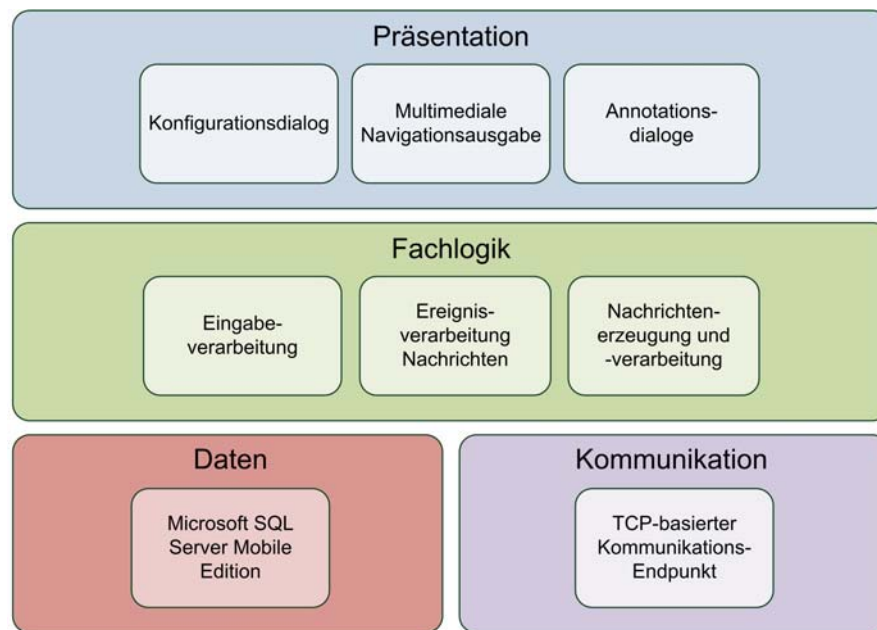 Präsentation
Konfigurationsdialog
Multimediale
Navigationsausgabe
Annotations-
dialoge
Fachlogik
Eingabe-
verarbeitung
Ereignis-
verarbeitung
Nachrichten
Nachrichten-
erzeugung und
-verarbeitung
Daten
Microsoft SQL
Server Mobile
Edition
Kommunikation
TCP-basierter
Kommunikations-
Endpunkt